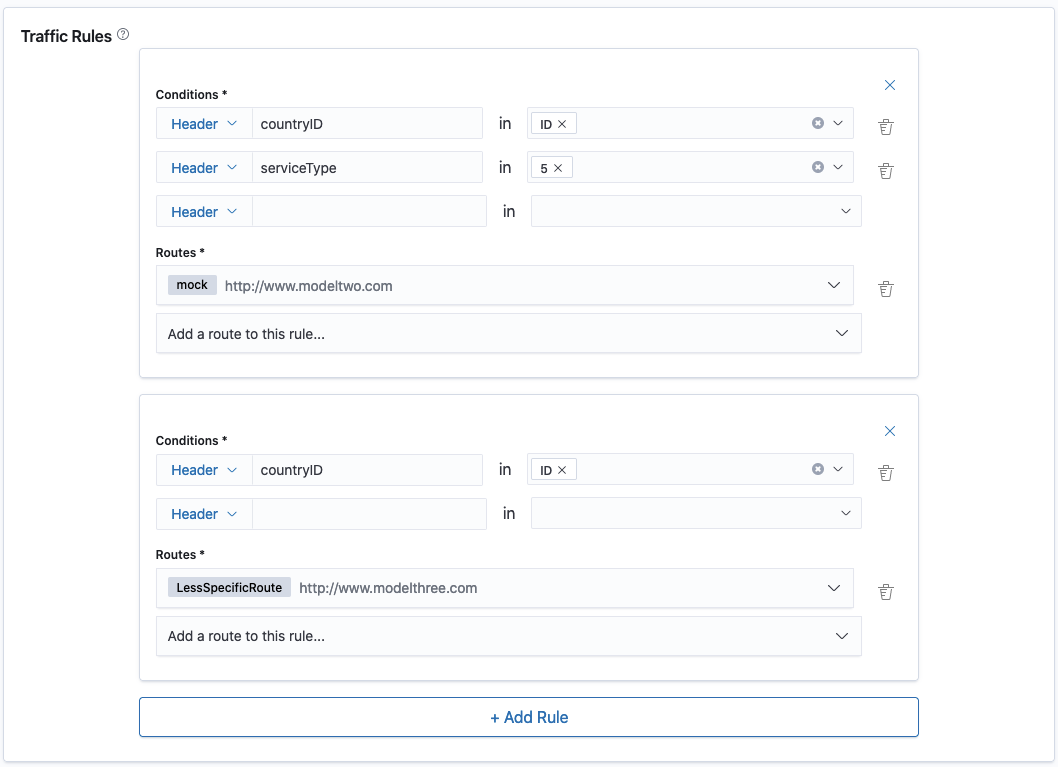 Traffic Rules ?
Conditions *
Header countryID in ID ×
Header serviceType in 5 ×
Header in
Routes *
mock http://www.modeltwo.com
Add a route to this rule...
Conditions *
Header countryID in ID ×
Header in
Routes *
LessSpecificRoute http://www.modelthree.com
Add a route to this rule...
+ Add Rule